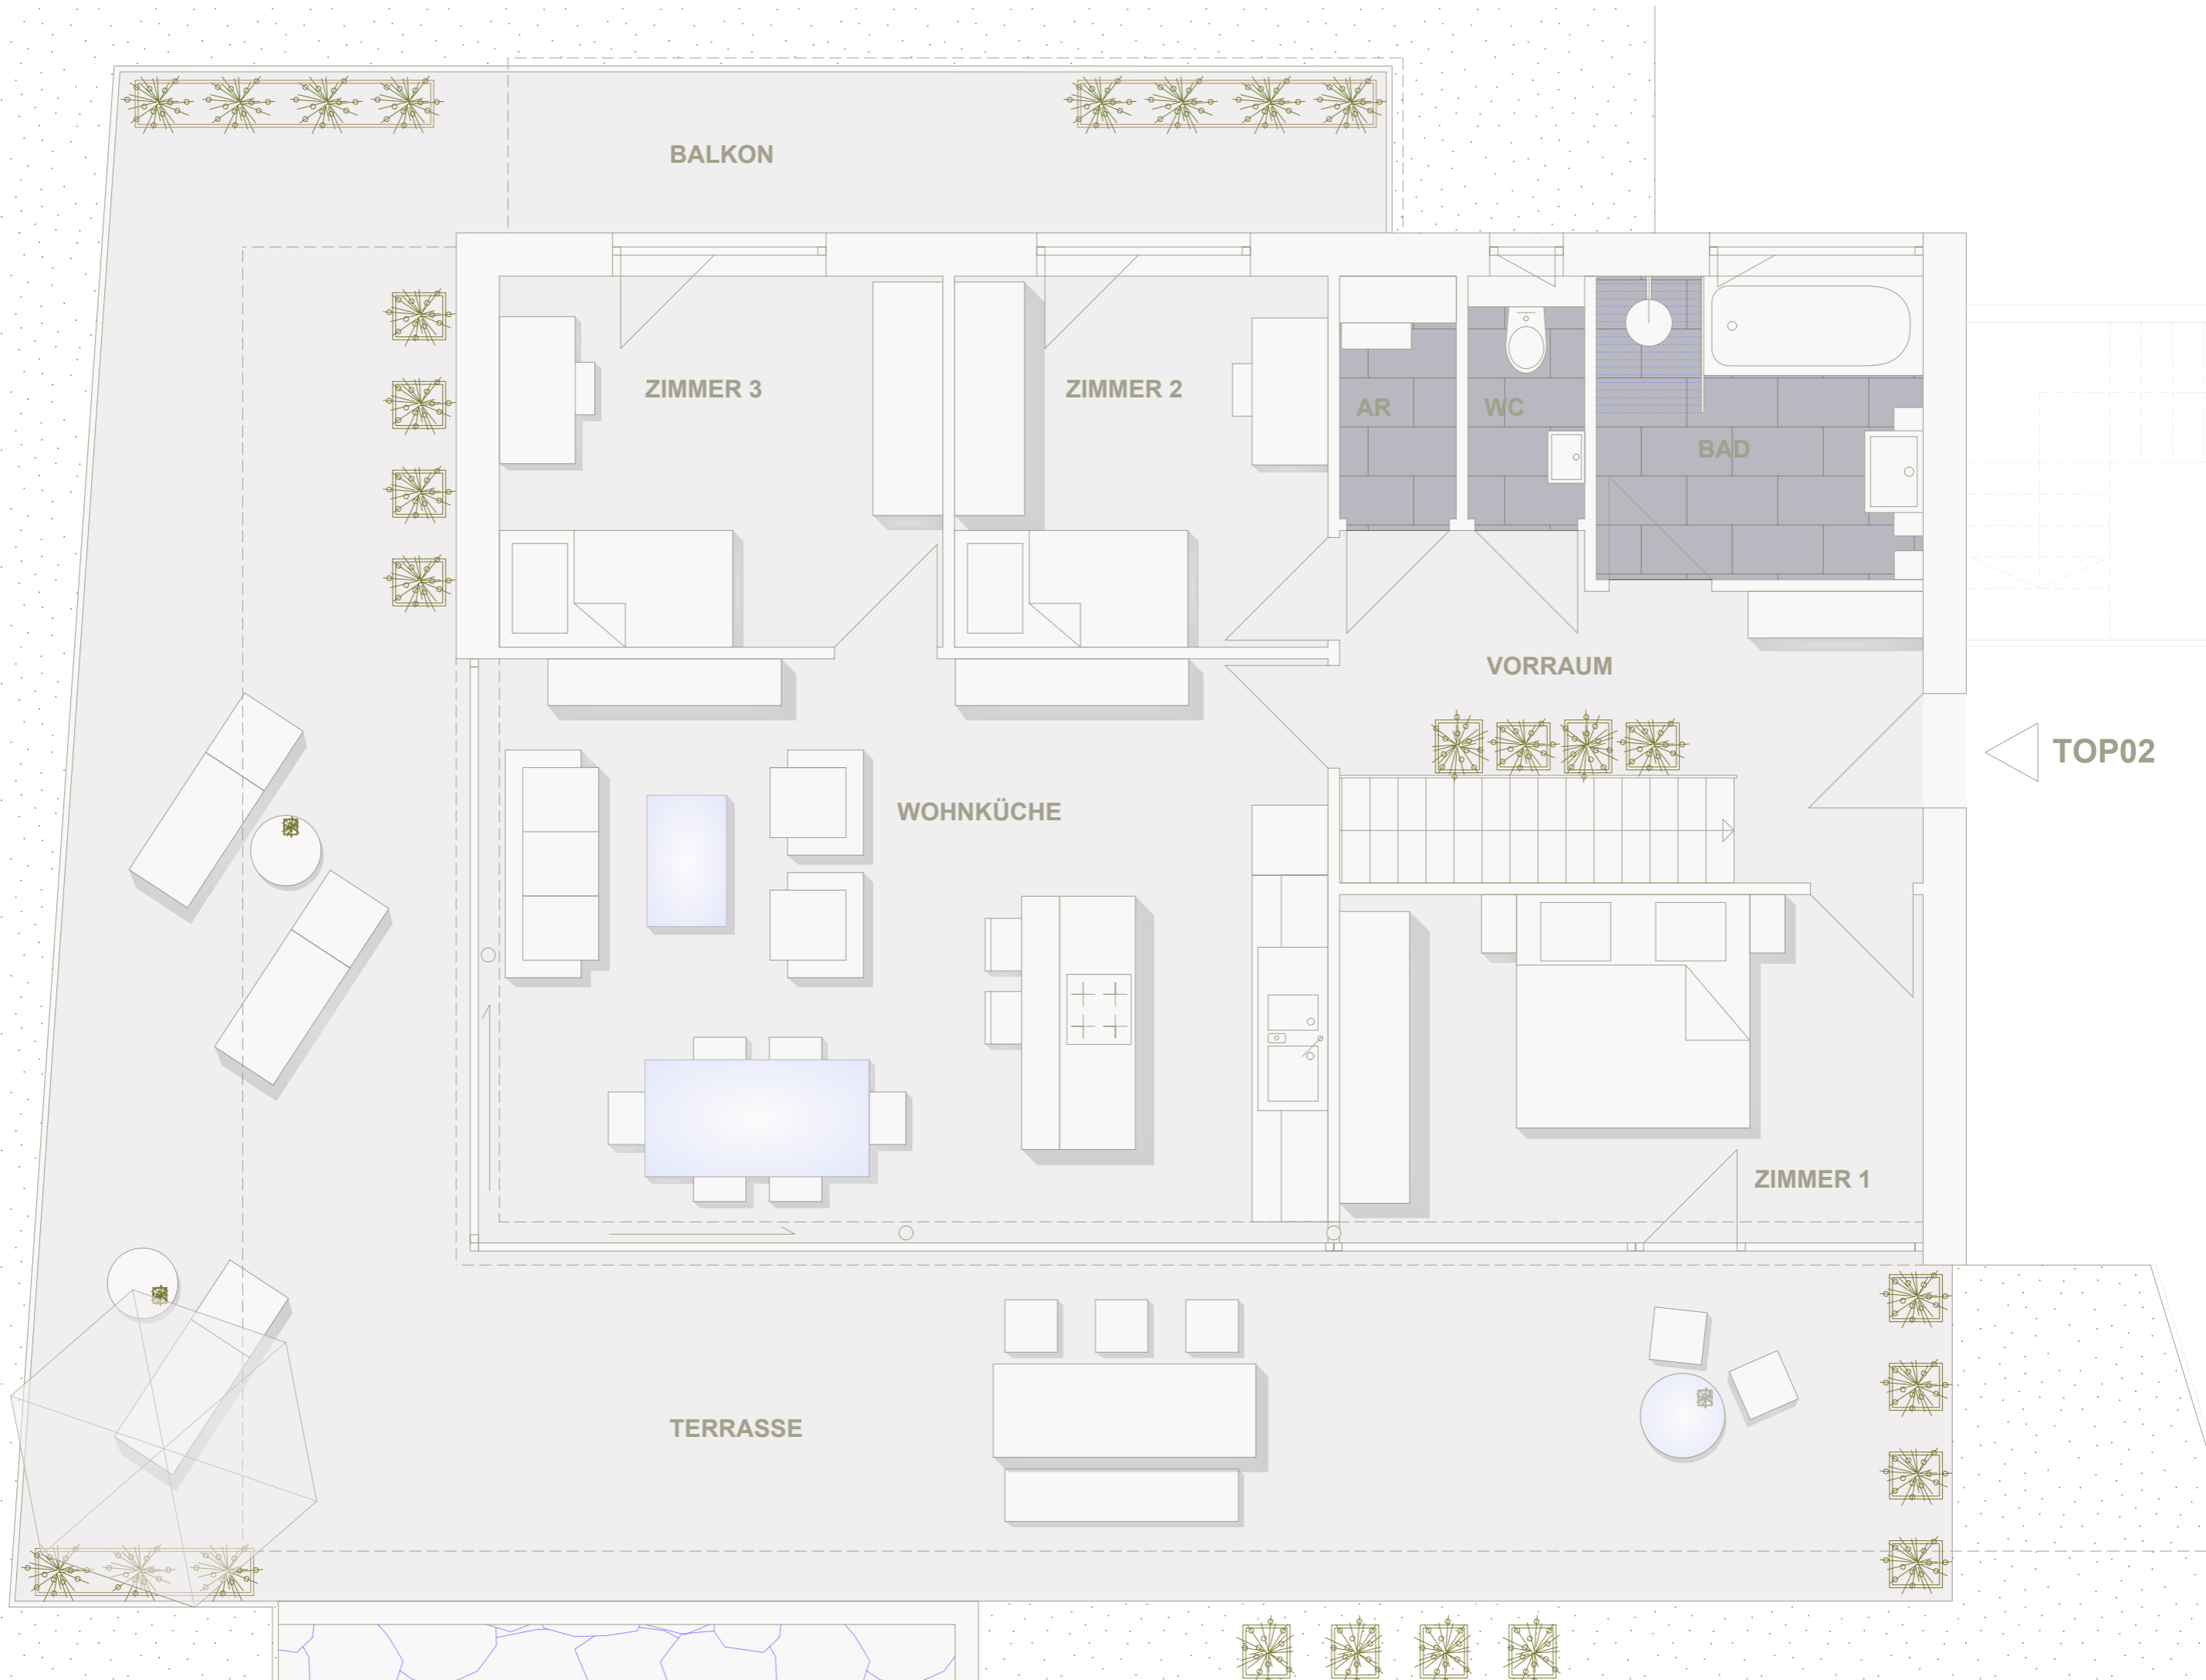 BALKON
ZIMMER 3
ZIMMER 2
AR
WC
BAD
VORRAUM
TOP02
WOHNKÜCHE
ZIMMER 1
TERRASSE